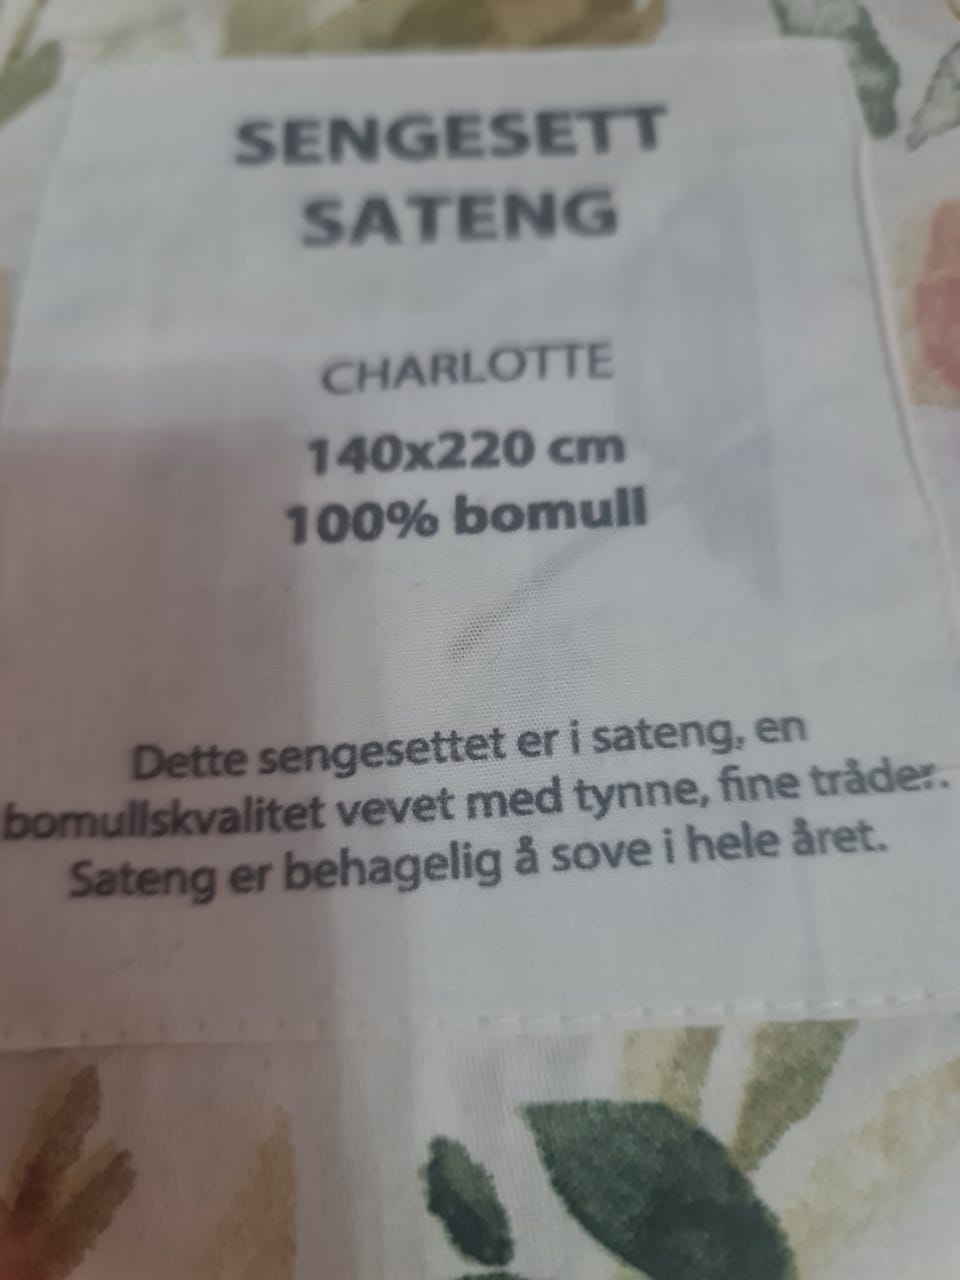 SENGESETT
SATENG
CHARLOTTE
140x220 cm
100% bomull
Dette sengesettet er i sateng, en
bomullskvalitet vevet med tynne, fine tråder.
Sateng er behagelig å sove i hele året.